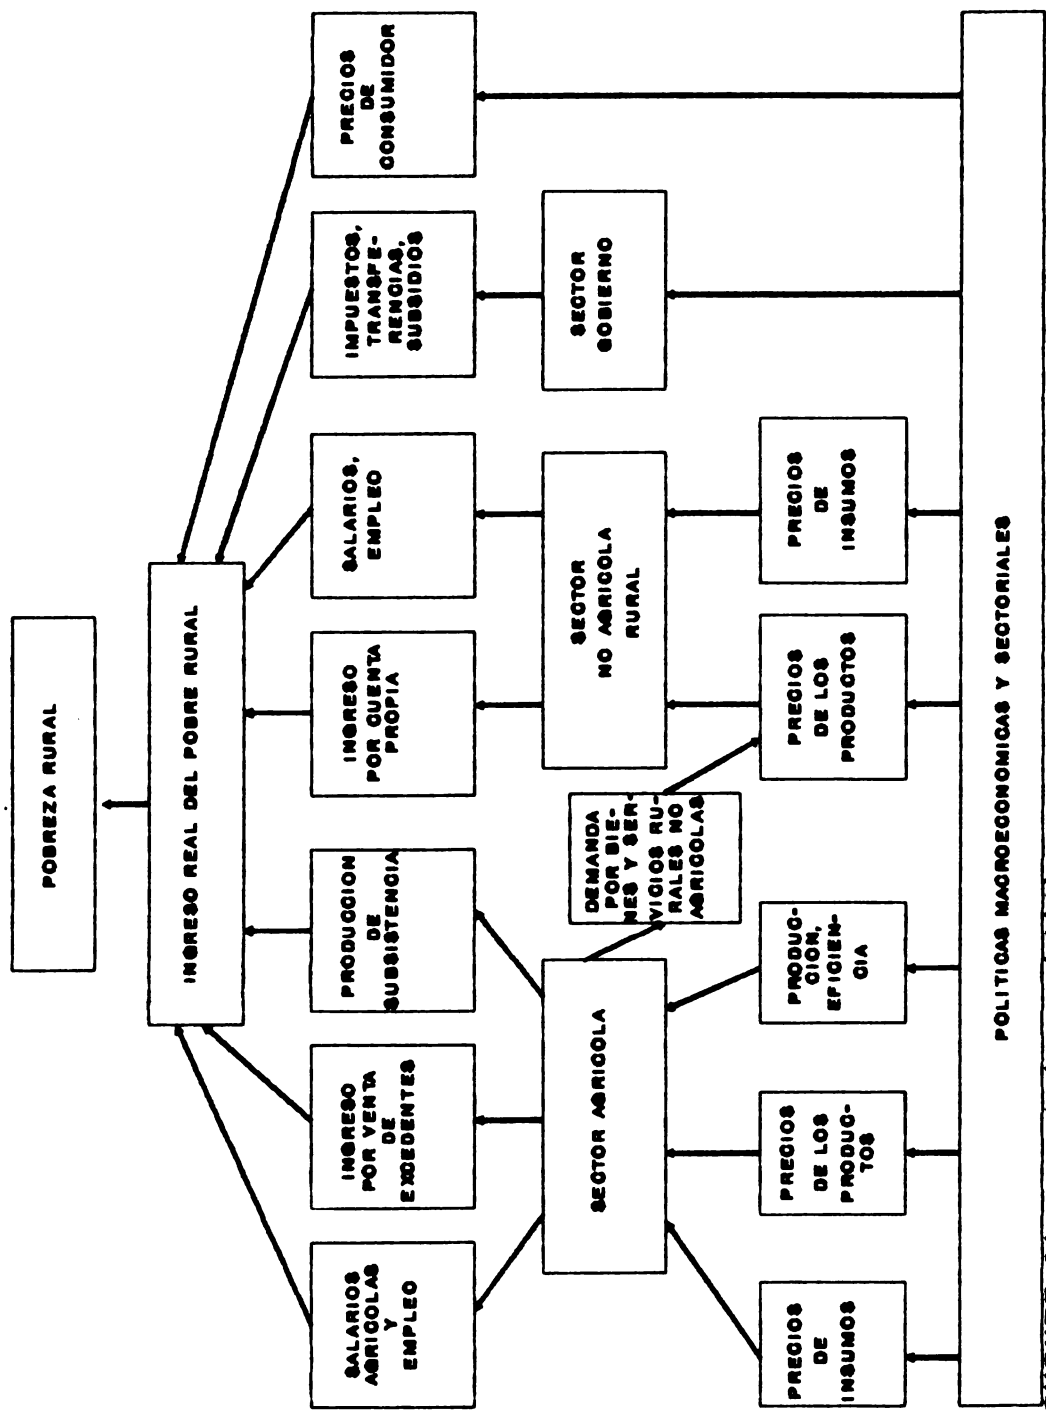 POBREZA RURAL
INGRESO REAL DEL POBRE RURAL
SALARIOS
AGRICOLAS
Y
EMPLEO
INGRESO
POR VENTA
DE
EXCEDENTES
PRODUCCION
DE
SUBSISTENCIA
INGRESO
POR CUENTA
PROPIA
SALARIOS,
EMPLEO
IMPUESTOS,
TRANSFE-
RENCIAS,
SUBSIDIOS
PRECIOS
DE
CONSUMIDOR
SECTOR AGRICOLA
DEMANDA
POR BIE-
NES Y SER-
VICIOS RU-
RALES NO
AGRICOLAS
SECTOR
NO AGRICOLA
RURAL
SECTOR
GOBIERNO
PRECIOS
DE
INSUMOS
PRECIOS
DE LOS
PRODUC-
TOS
PRODUC-
CION,
EFICIEN-
CIA
PRECIOS
DE LOS
PRODUCTOS
PRECIOS
DE
INSUMOS
POLITICAS MACROECONOMICAS Y SECTORIALES